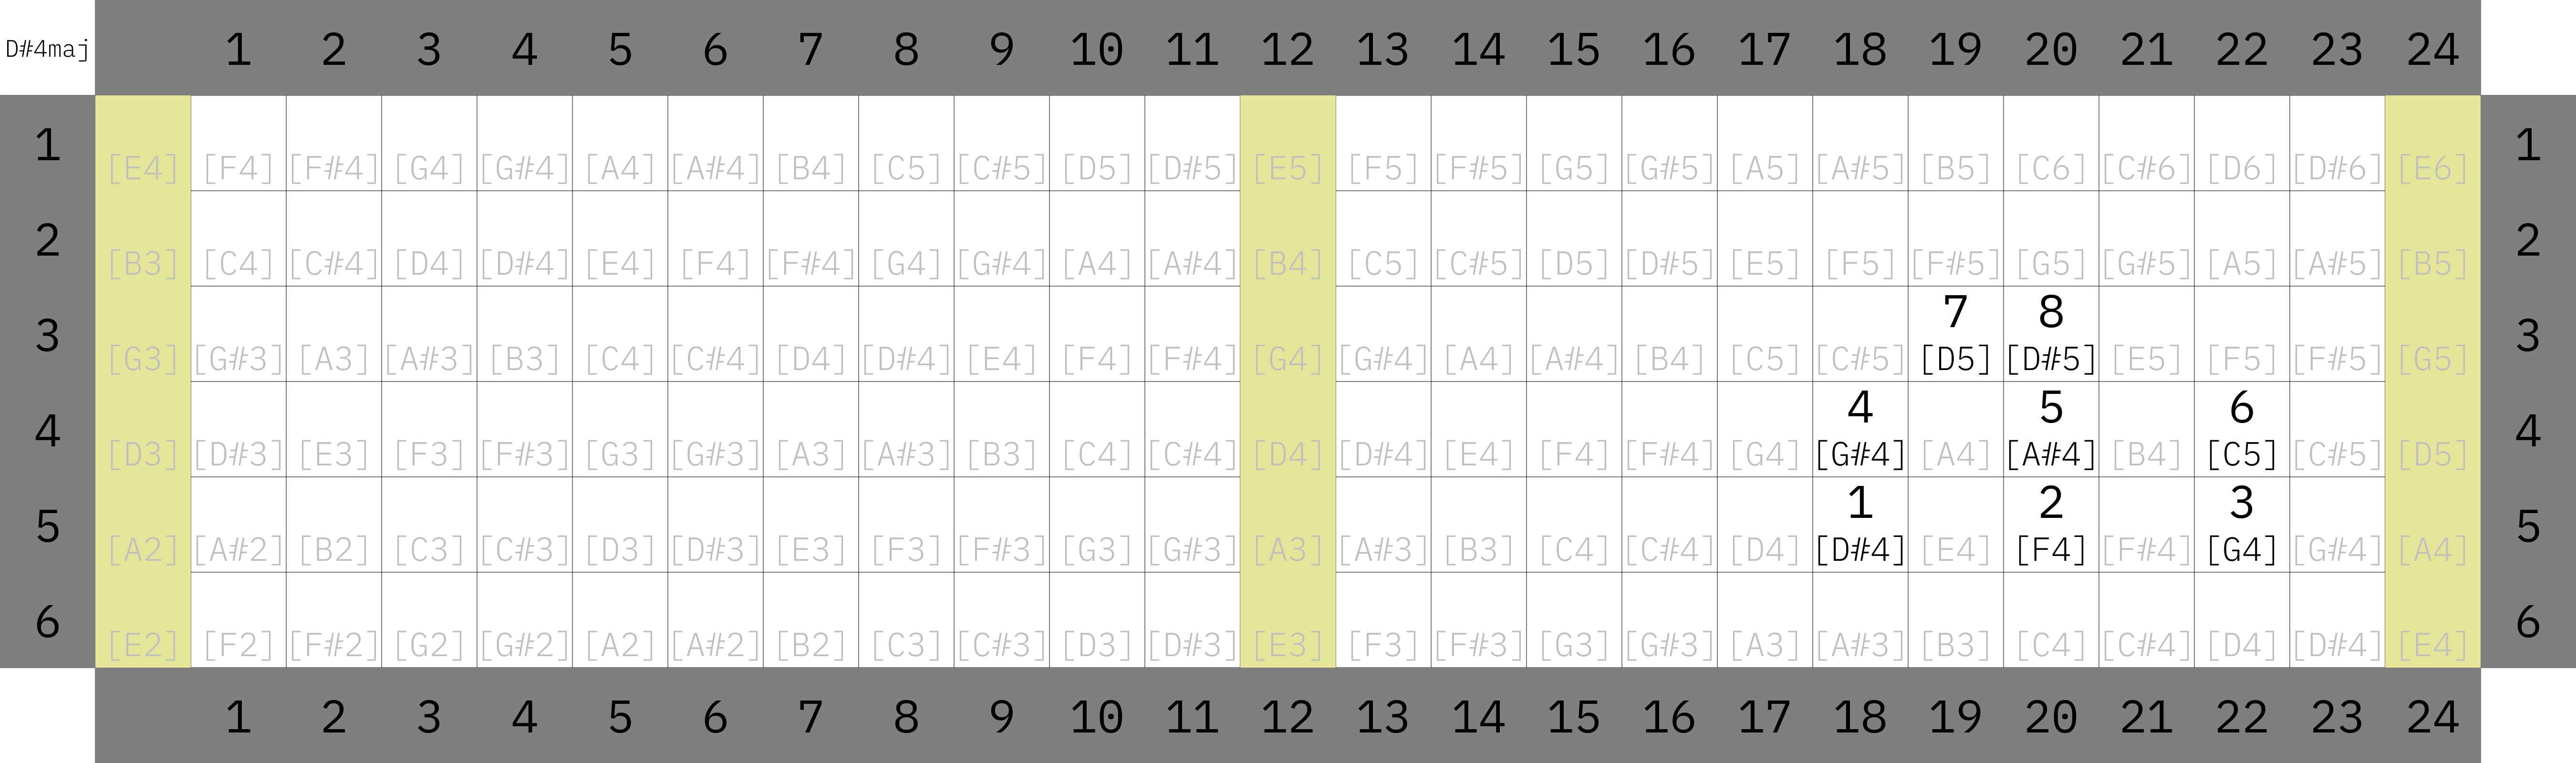 D#4maj 1 2 3 4 5 6 7 8 9 10 11 12 13 14 15 16 17 18 19 20 21 22 23 24
1 [E4] [F4] [F#4] [G4] [G#4] [A4] [A#4] [B4] [C5] [C#5] [D5] [D#5] [E5] [F5] [F#5] [G5] [G#5] [A5] [A#5] [B5] [C6] [C#6] [D6] [D#6] [E6] 1
2 [B3] [C4] [C#4] [D4] [D#4] [E4] [F4] [F#4] [G4] [G#4] [A4] [A#4] [B4] [C5] [C#5] [D5] [D#5] [E5] [F5] [F#5] [G5] [G#5] [A5] [A#5] [B5] 2
7 8
3 [G3] [G#3] [A3] [A#3] [B3] [C4] [C#4] [D4] [D#4] [E4] [F4] [F#4] [G4] [G#4] [A4] [A#4] [B4] [C5] [C#5] [D5] [D#5] [E5] [F5] [F#5] [G5] 3
4 5 6
4 [D3] [D#3] [E3] [F3] [F#3] [G3] [G#3] [A3] [A#3] [B3] [C4] [C#4] [D4] [D#4] [E4] [F4] [F#4] [G4] [G#4] [A4] [A#4] [B4] [C5] [C#5] [D5] 4
1 2 3
5 [A2] [A#2] [B2] [C3] [C#3] [D3] [D#3] [E3] [F3] [F#3] [G3] [G#3] [A3] [A#3] [B3] [C4] [C#4] [D4] [D#4] [E4] [F4] [F#4] [G4] [G#4] [A4] 5
6 [E2] [F2] [F#2] [G2] [G#2] [A2] [A#2] [B2] [C3] [C#3] [D3] [D#3] [E3] [F3] [F#3] [G3] [G#3] [A3] [A#3] [B3] [C4] [C#4] [D4] [D#4] [E4] 6
1 2 3 4 5 6 7 8 9 10 11 12 13 14 15 16 17 18 19 20 21 22 23 24